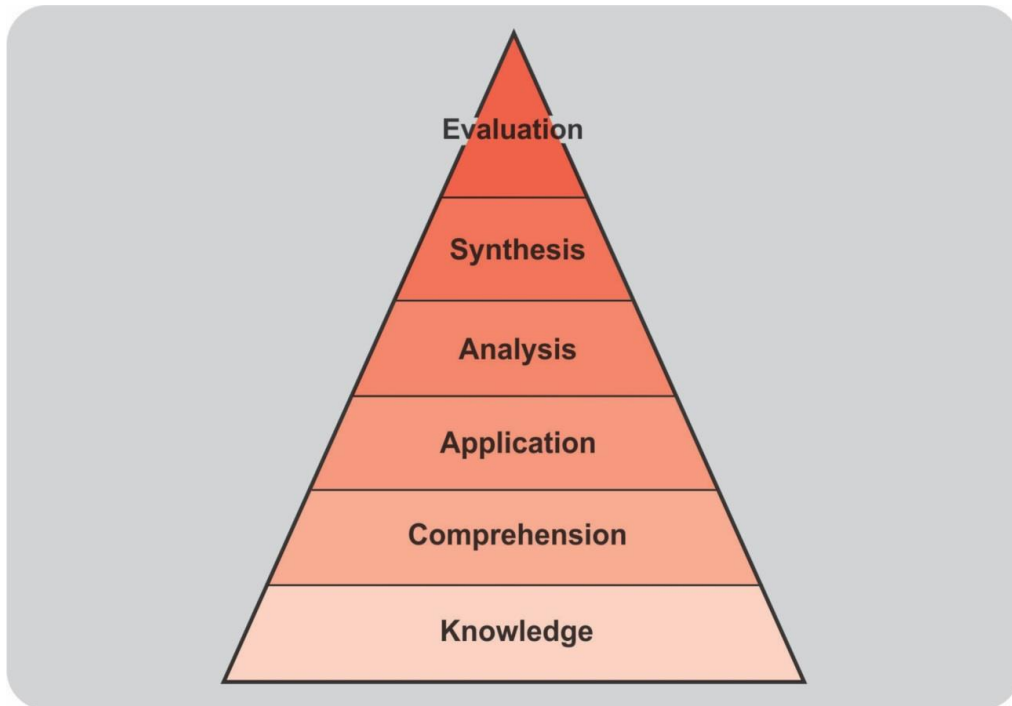 Evaluation
Synthesis
Analysis
Application
Comprehension
Knowledge